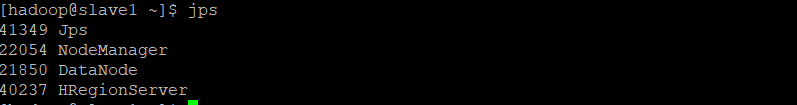 [hadoop@slave1 ~]$ jps
41349 Jps
22054 NodeManager
21850 DataNode
40237 HRegionServer